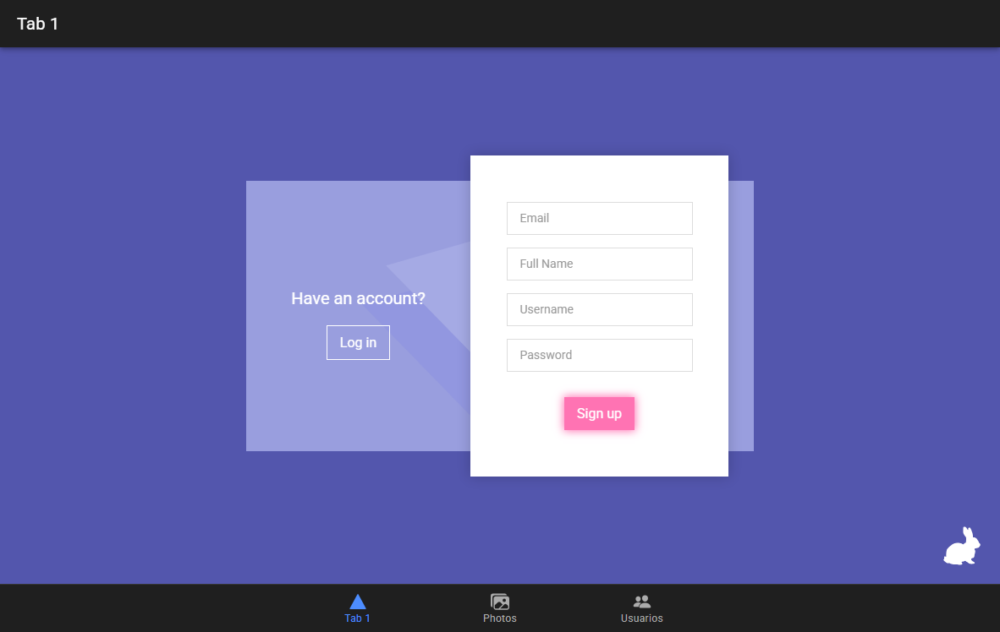 Tab 1
Have an account?
Log in
Email
Full Name
Username
Password
Sign up
Tab 1
Photos
Usuarios